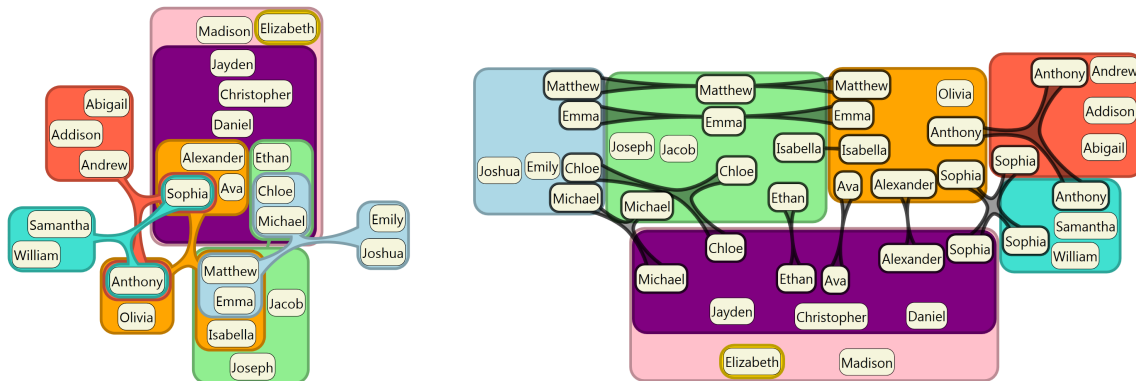 Madison
Elizabeth
Jayden
Christopher
Daniel
Abigail
Addison
Andrew
Alexander
Ethan
Sophia
Ava
Chloe
Michael
Samantha
William
Emily
Joshua
Anthony
Olivia
Matthew
Emma
Isabella
Jacob
Joseph
Matthew
Emma
Joshua
Emily
Chloe
Michael
Matthew
Emma
Joseph
Jacob
Isabella
Chloe
Michael
Ethan
Matthew
Olivia
Emma
Anthony
Isabella
Ava
Alexander
Sophia
Anthony
Andrew
Addison
Abigail
Sophia
Anthony
Samantha
Sophia
William
Chloe
Michael
Ethan
Ava
Alexander
Sophia
Jayden
Christopher
Daniel
Elizabeth
Madison